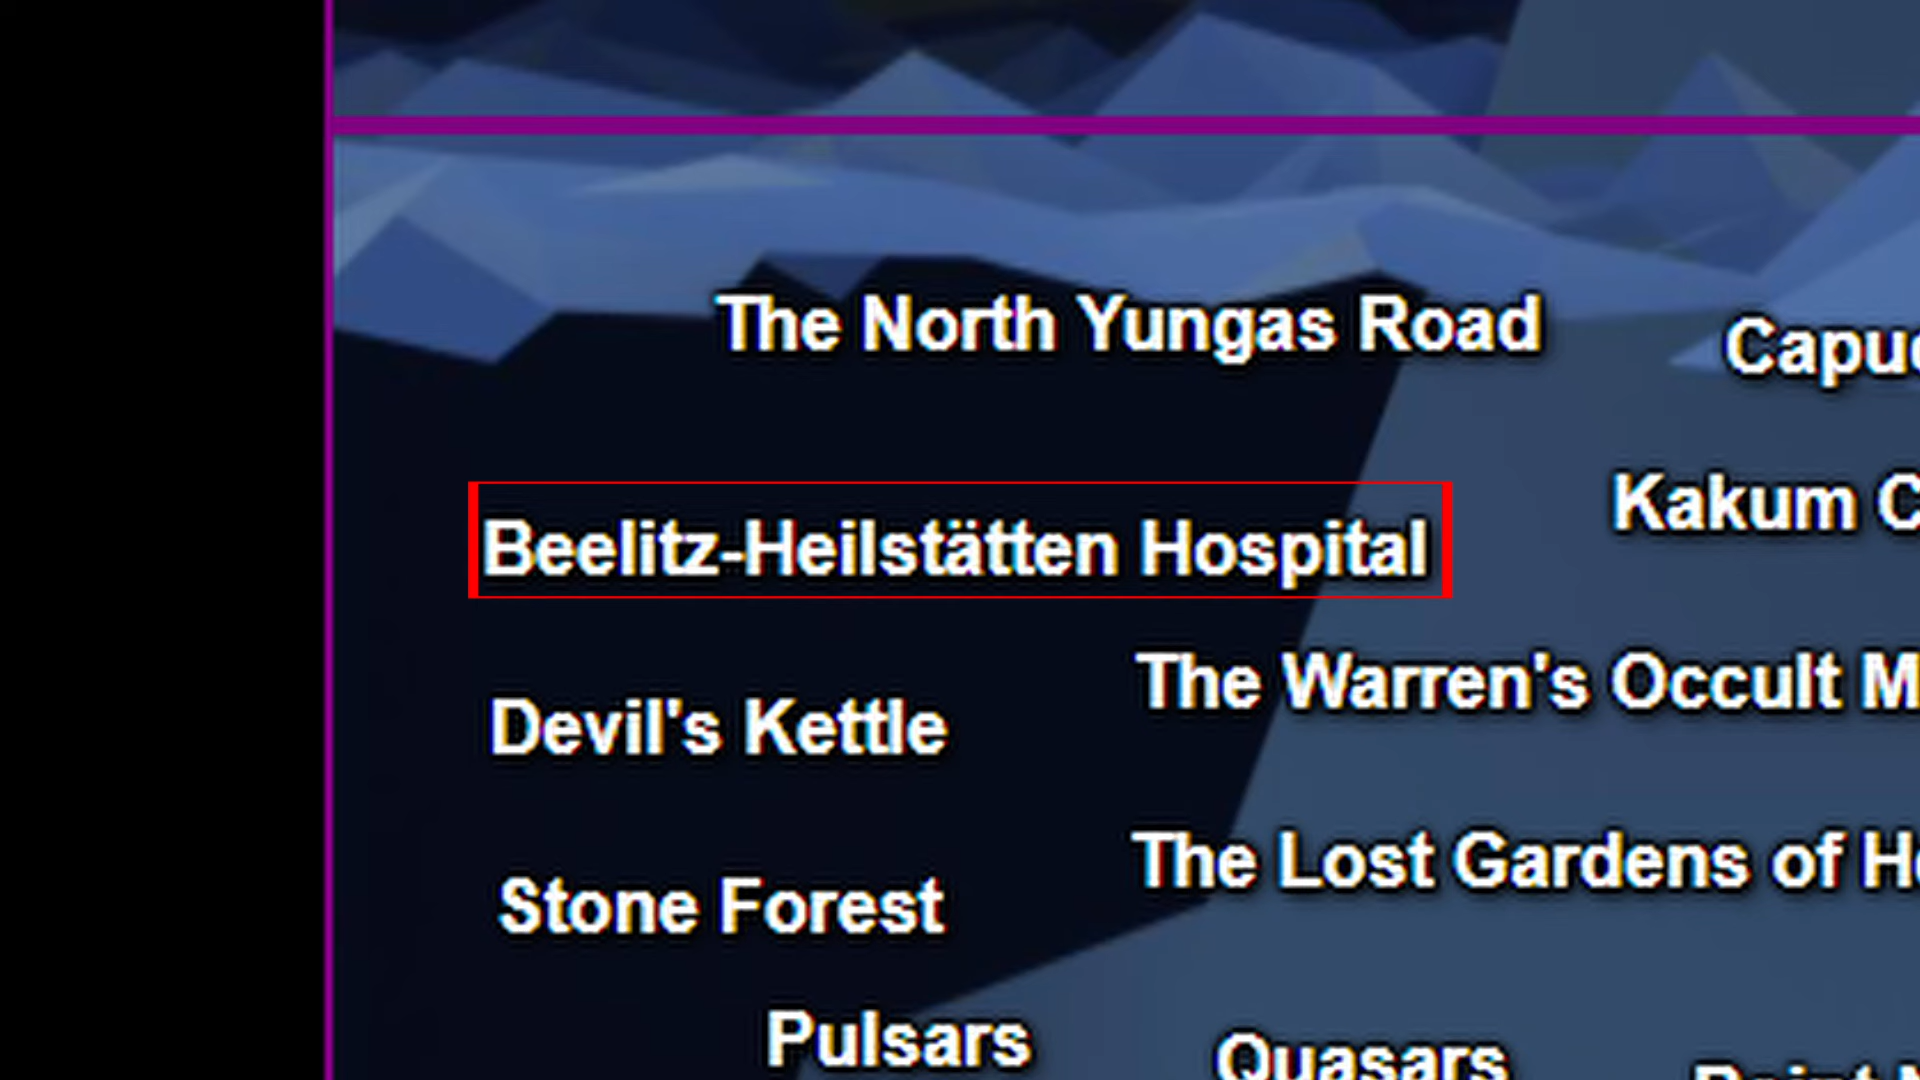 The North Yungas Road
Kakum
Beelitz-Heilstätten Hospital
The Warren's Occult
Devil's Kettle
The Lost Gardens of
Stone Forest
Pulsars
Quasars